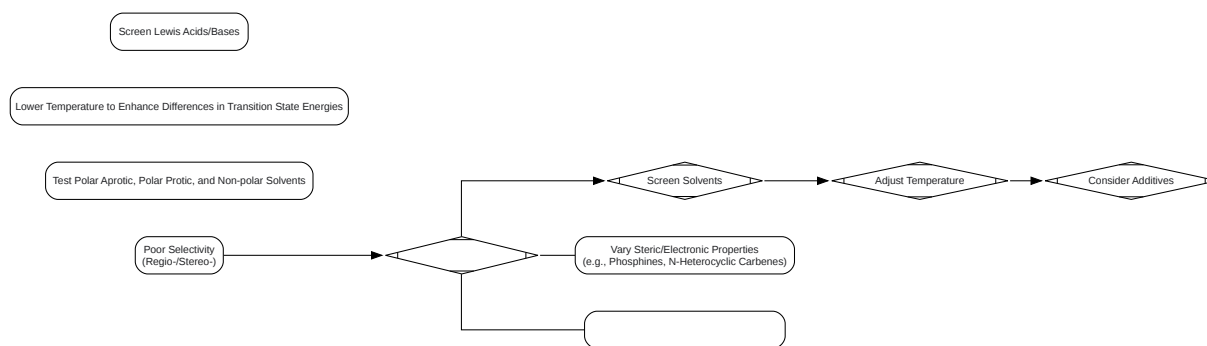 Screen Lewis Acids/Bases
Lower Temperature to Enhance Differences in Transition State Energies
Test Polar Aprotic, Polar Protic, and Non-polar Solvents
Screen Solvents
Adjust Temperature
Consider Additives
Poor Selectivity
(Regio-/Stereo-)
Vary Steric/Electronic Properties
(e.g., Phosphines, N-Heterocyclic Carbenes)